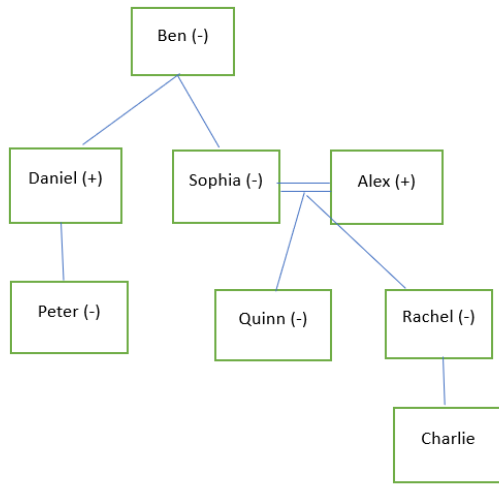 Ben (-)
Daniel (+)
Sophia (-)
Alex (+)
Peter (-)
Quinn (-)
Rachel (-)
Charlie